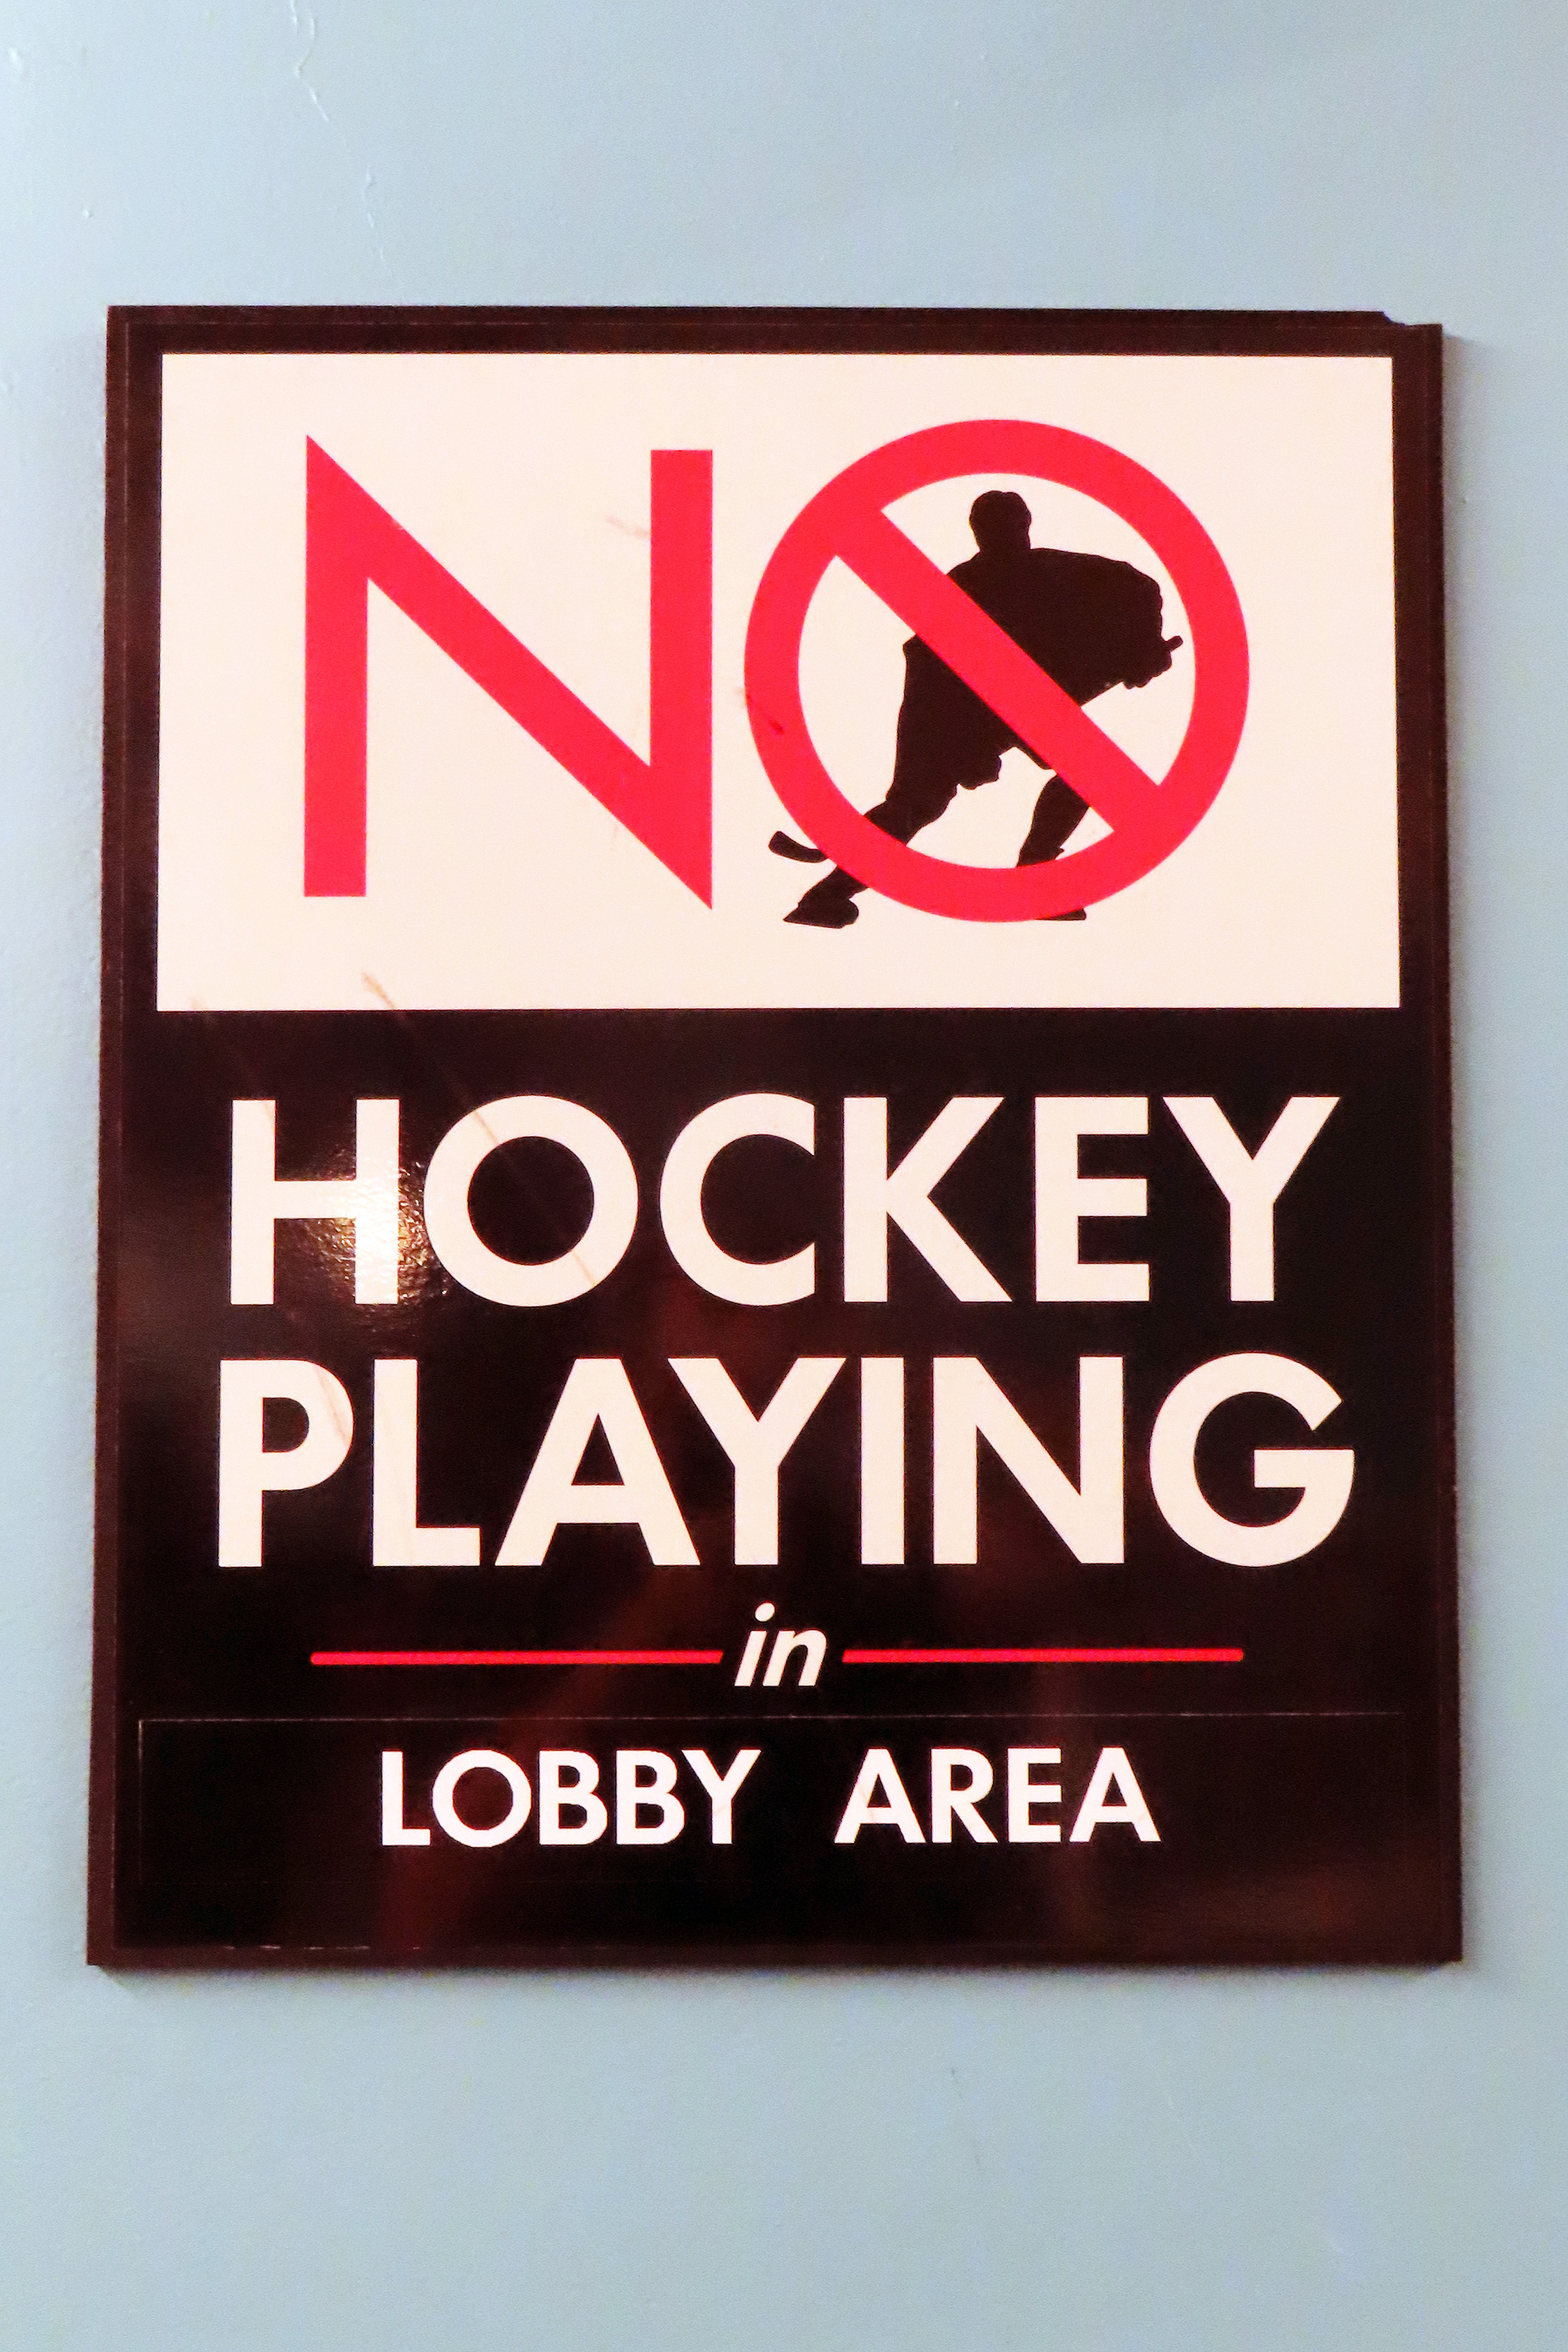 NO
HOCKEY
PLAYING
in
LOBBY AREA